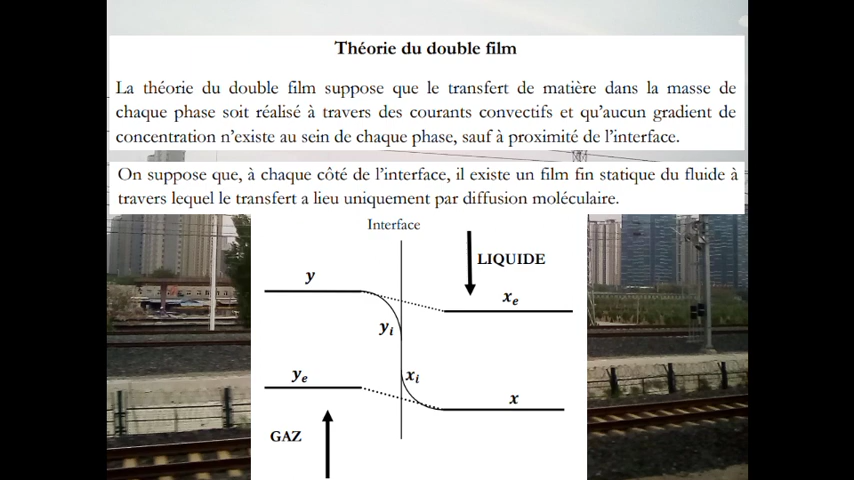 Théorie du double film
La théorie du double film suppose que le transfert de matière dans la masse de
chaque phase soit réalisé à travers des courants convectifs et qu'aucun gradient de
concentration n'existe au sein de chaque phase, sauf à proximité de l'interface.
On suppose que, à chaque côté de l'interface, il existe un film fin statique du fluide à
travers lequel le transfert a lieu uniquement par diffusion moléculaire.
Interface
LIQUIDE
y
xₑ
yᵢ
yₑ
xᵢ
x
GAZ